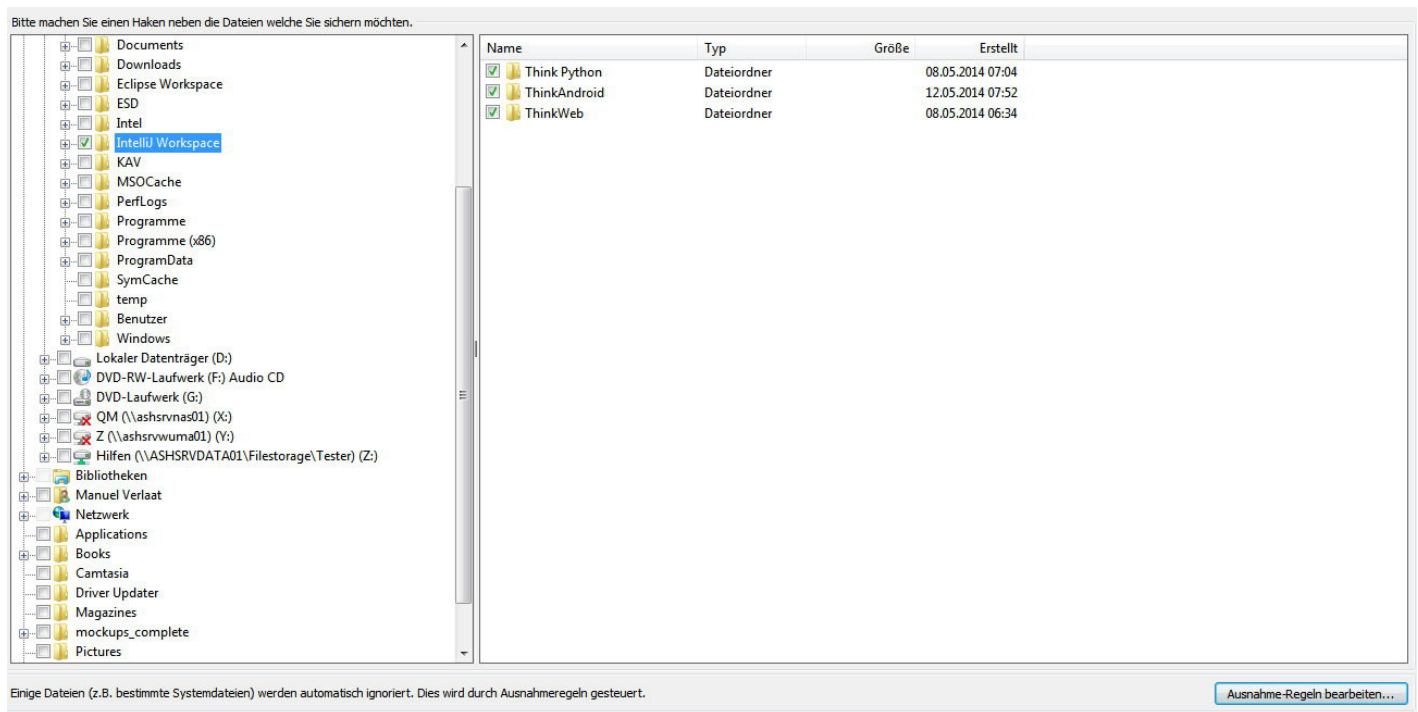 Bitte machen Sie einen Haken neben die Dateien welche Sie sichern möchten.
Documents
Downloads
Eclipse Workspace
ESD
Intel
IntelliJ Workspace
KAV
MSOCache
PerfLogs
Programme
Programme (x86)
ProgramData
SymCache
temp
Benutzer
Windows
Lokaler Datenträger (D:)
DVD-RW-Laufwerk (F:) Audio CD
DVD-Laufwerk (G:)
QM (\\ashsrvnas01) (X:)
Z (\\ashsrvwuma01) (Y:)
Hilfen (\\ASHSRVDATA01\Filestorage\Tester) (Z:)
Bibliotheken
Manuel Verlaat
Netzwerk
Applications
Books
Camtasia
Driver Updater
Magazines
mockups_complete
Pictures
Name Typ Größe Erstellt
Think Python Dateiordner 08.05.2014 07:04
ThinkAndroid Dateiordner 12.05.2014 07:52
ThinkWeb Dateiordner 08.05.2014 06:34
Einige Dateien (z.B. bestimmte Systemdateien) werden automatisch ignoriert. Dies wird durch Ausnahmeregeln gesteuert.
Ausnahme-Regeln bearbeiten...